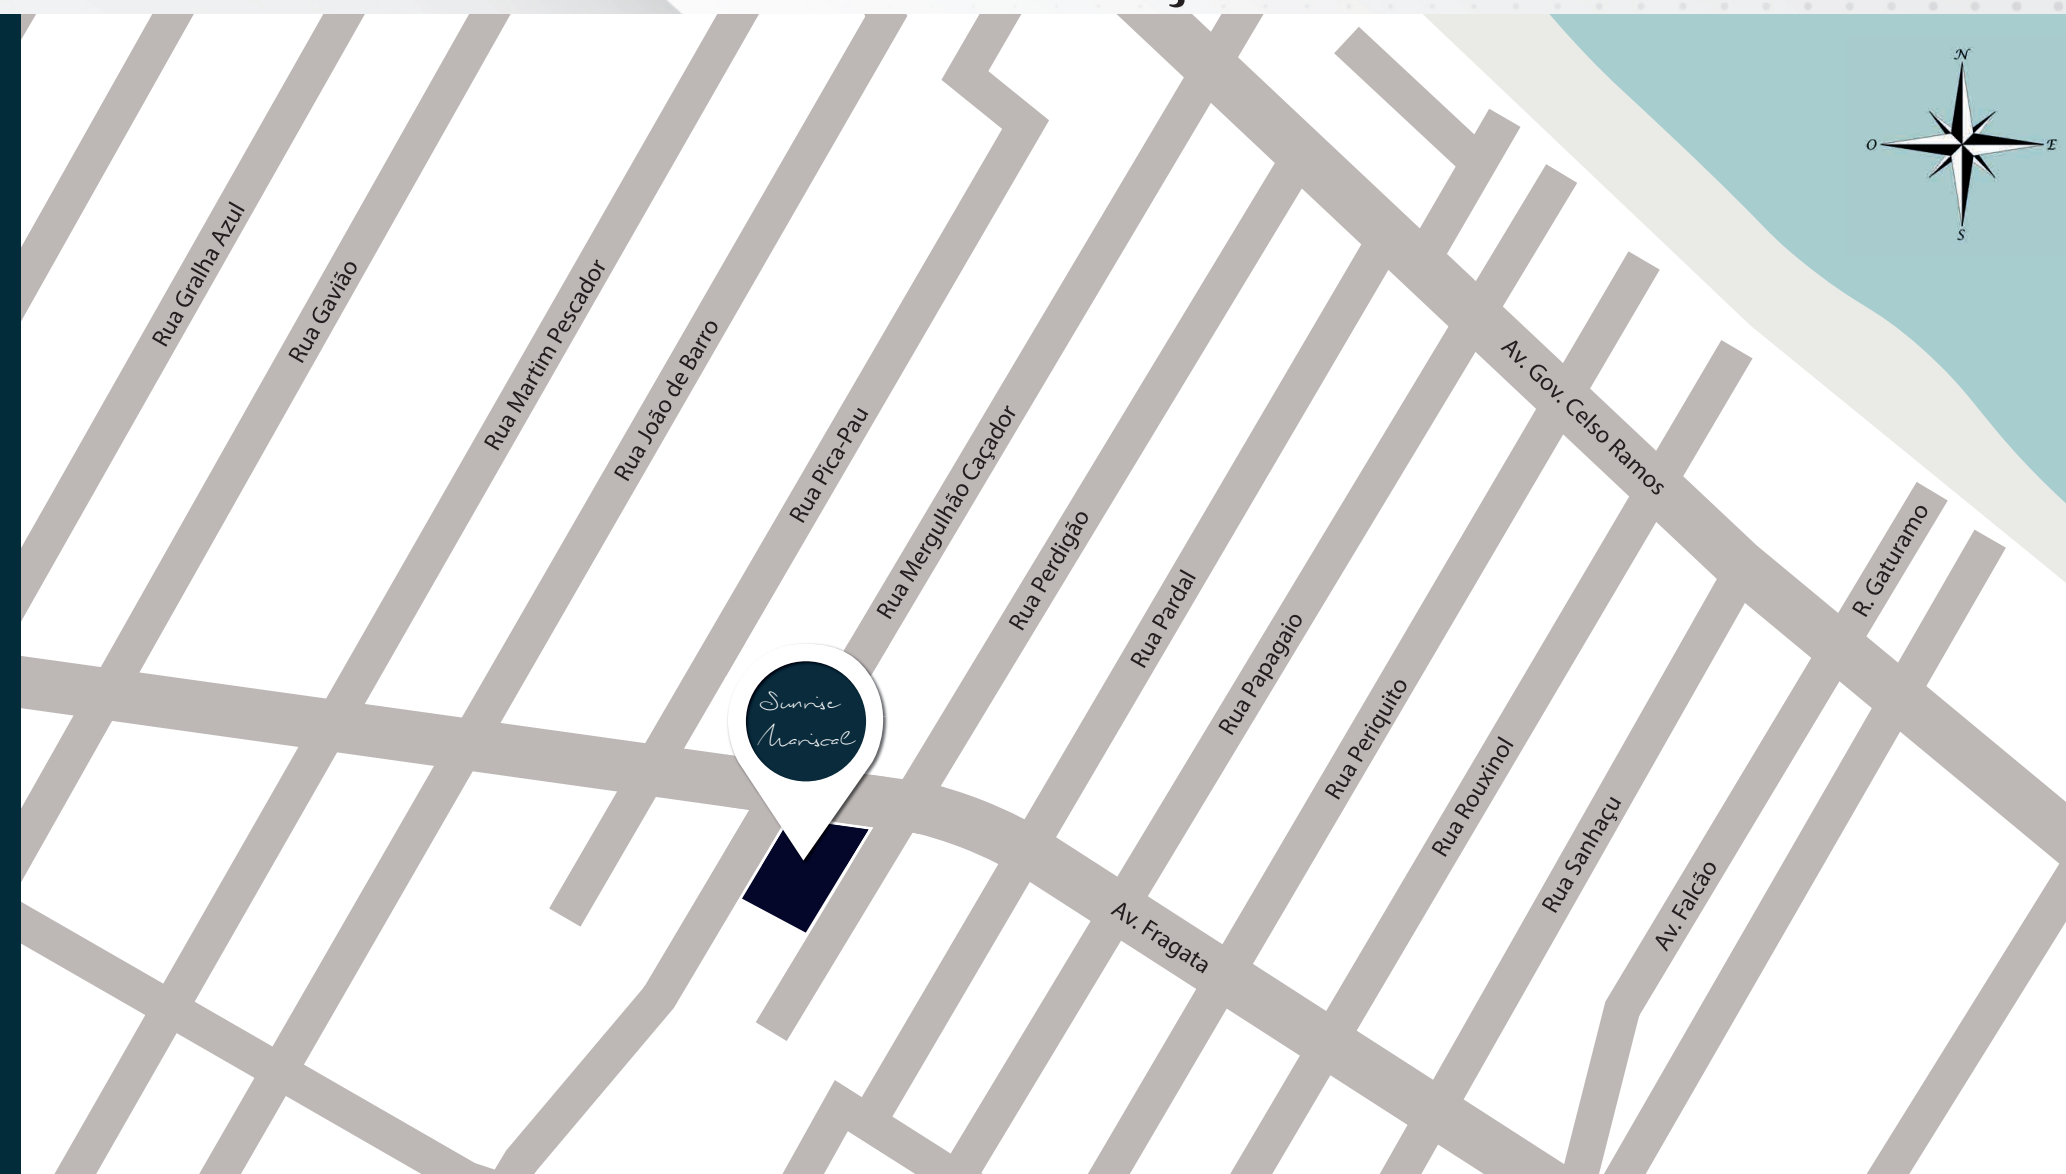 N
O
E
S
Rua Gralha Azul
Rua Gavião
Rua Martim Pescador
Rua João de Barro
Rua Pica-Pau
Rua Mergulhão Caçador
Rua Perdigão
Rua Pardal
Rua Papagaio
Rua Periquito
Rua Rouxinol
Rua Sanhaçu
Av. Falcão
R. Gaturamo
Av. Gov. Celso Ramos
Av. Fragata
Sunrise
Mariscal